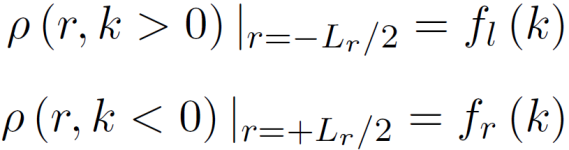 ρ (r, k > 0) |_{r=−L_r/2} = f_l (k)
ρ (r, k < 0) |_{r=+L_r/2} = f_r (k)